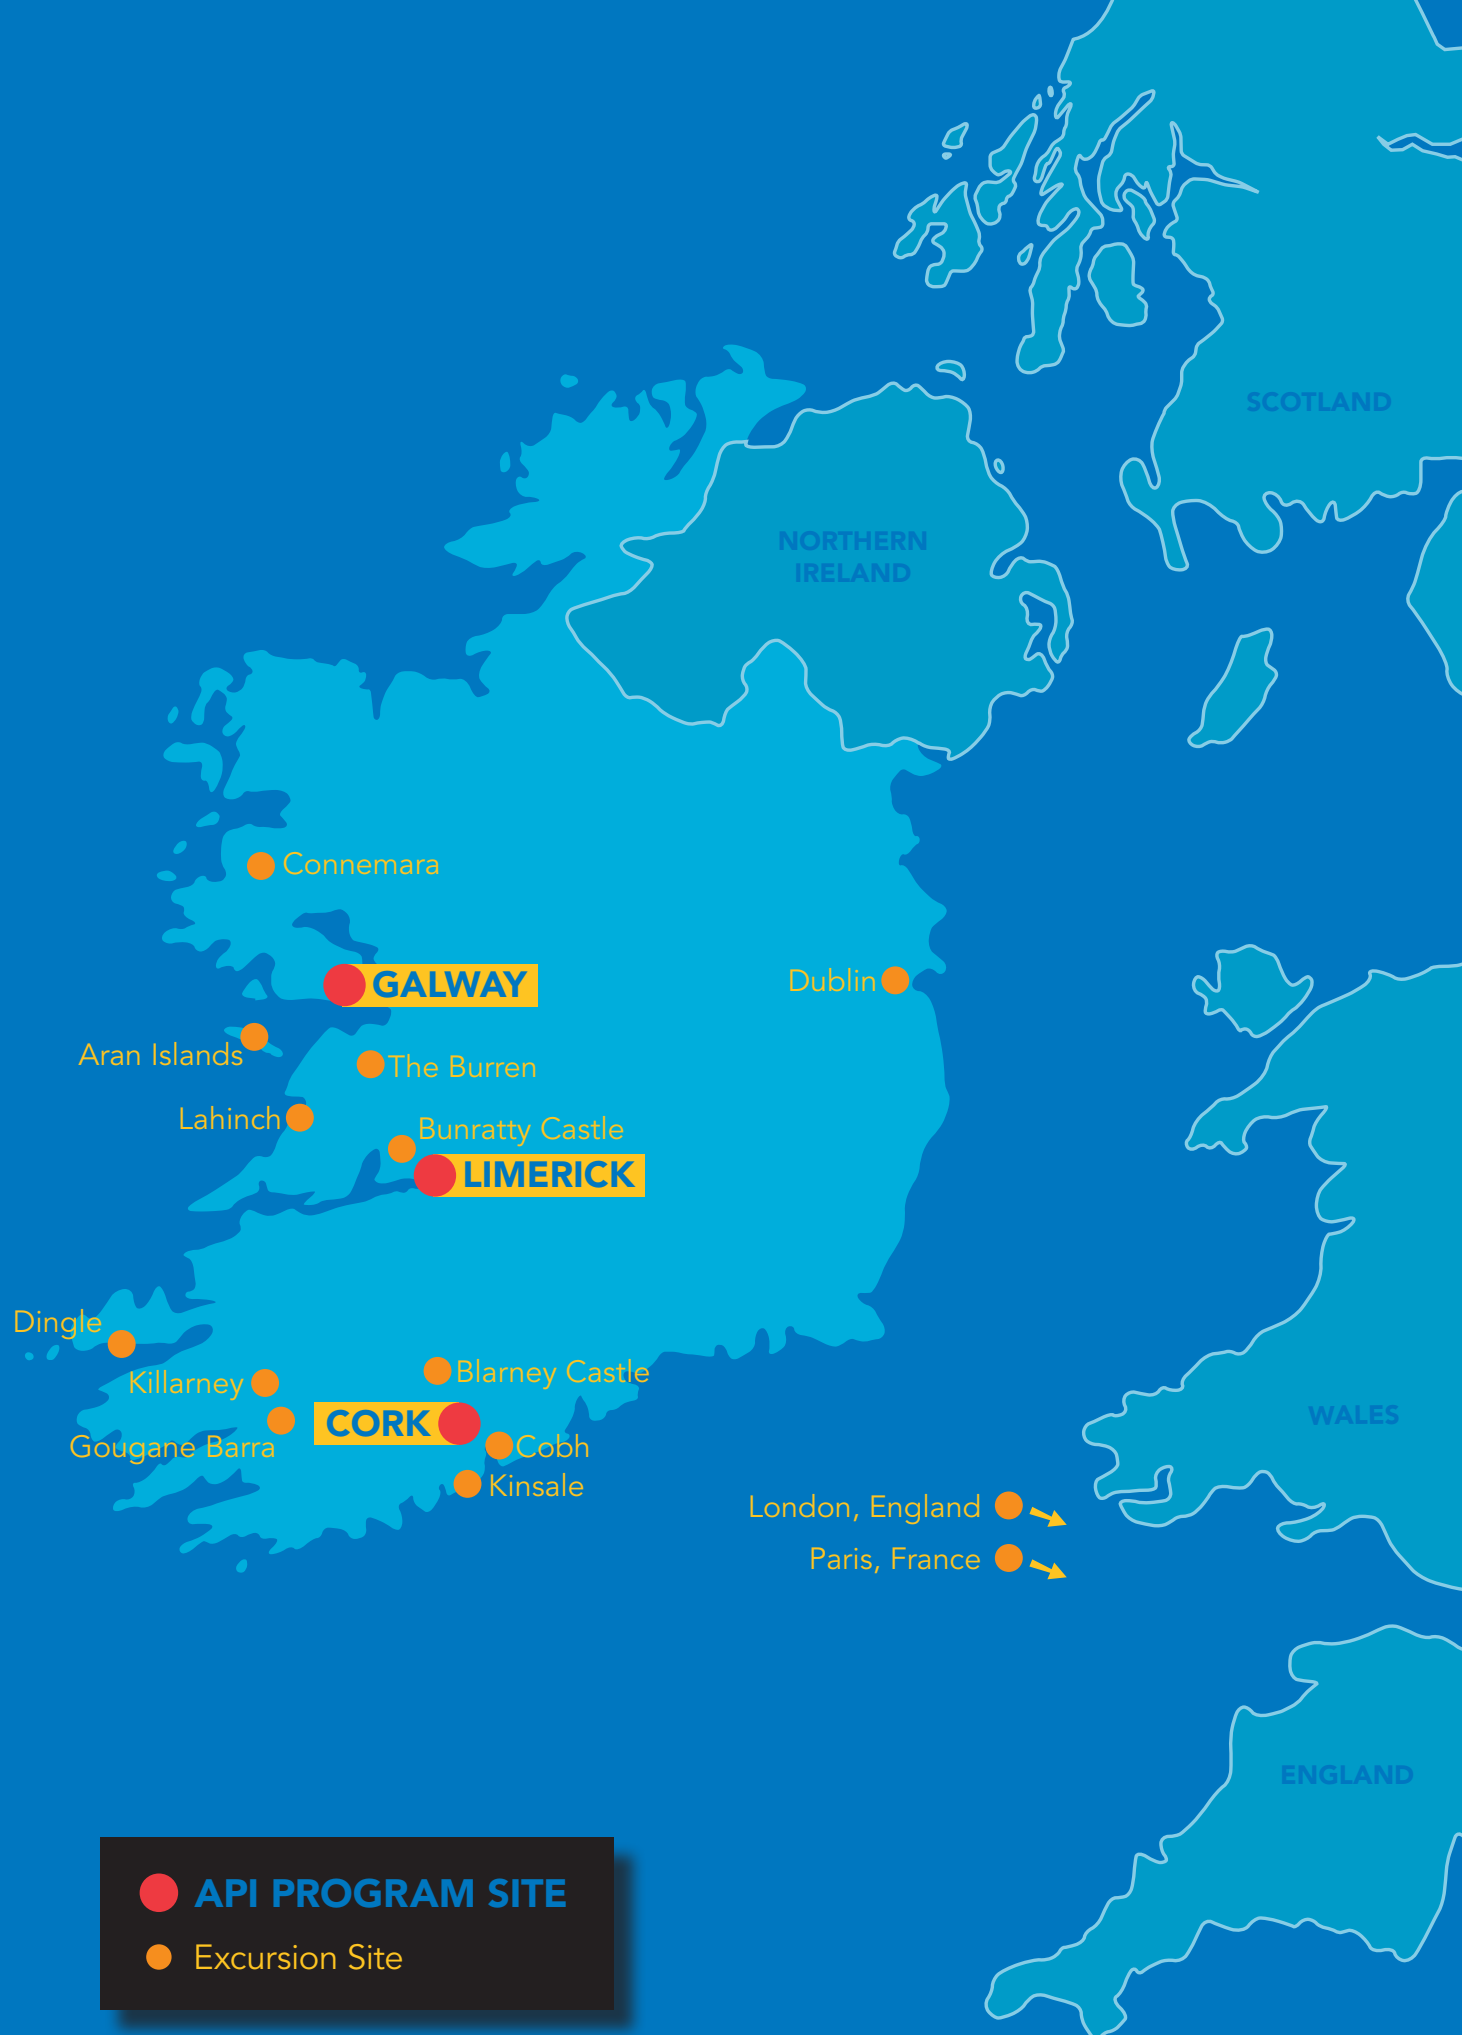 SCOTLAND
NORTHERN
IRELAND
Connemara
GALWAY
Dublin
Aran Islands
The Burren
Lahinch
Bunratty Castle
LIMERICK
Dingle
Killarney
Blarney Castle
CORK
Gougane Barra
Cobh
Kinsale
WALES
London, England
Paris, France
ENGLAND
API PROGRAM SITE
Excursion Site